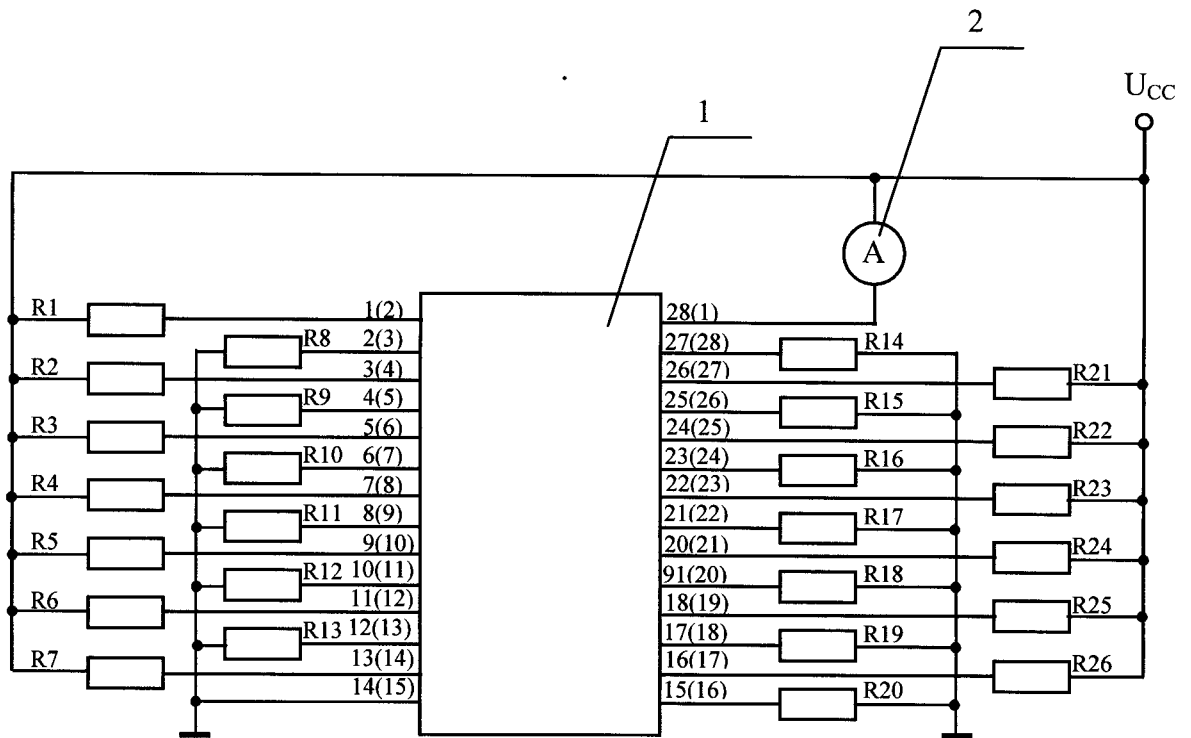 2
U_CC
1
A
R1 1(2) 28(1)
R8 2(3) 27(28) R14
R2 3(4) 26(27) R21
R9 4(5) 25(26) R15
R3 5(6) 24(25) R22
R10 6(7) 23(24) R16
R4 7(8) 22(23) R23
R11 8(9) 21(22) R17
R5 9(10) 20(21) R24
R12 10(11) 91(20) R18
R6 11(12) 18(19) R25
R13 12(13) 17(18) R19
R7 13(14) 16(17) R26
14(15) 15(16) R20